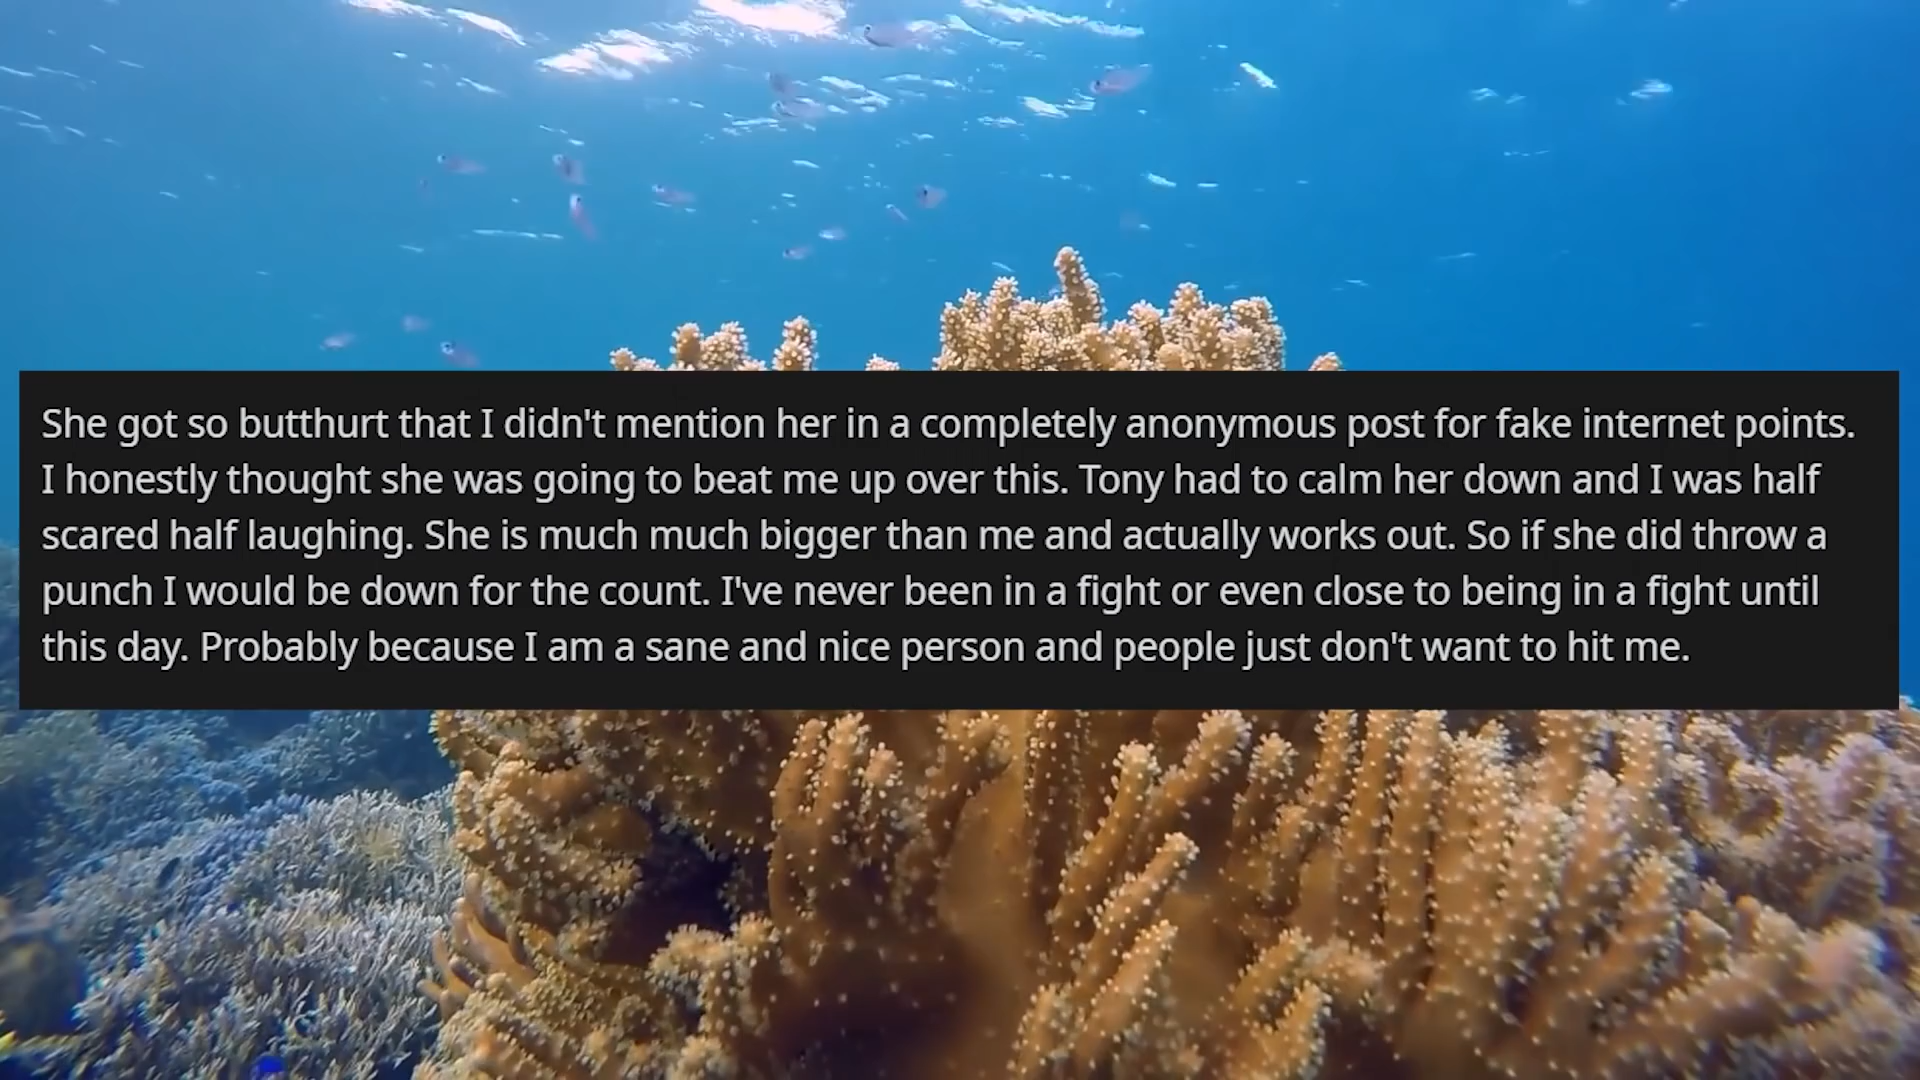 She got so butthurt that I didn't mention her in a completely anonymous post for fake internet points.
I honestly thought she was going to beat me up over this. Tony had to calm her down and I was half
scared half laughing. She is much much bigger than me and actually works out. So if she did throw a
punch I would be down for the count. I've never been in a fight or even close to being in a fight until
this day. Probably because I am a sane and nice person and people just don't want to hit me.